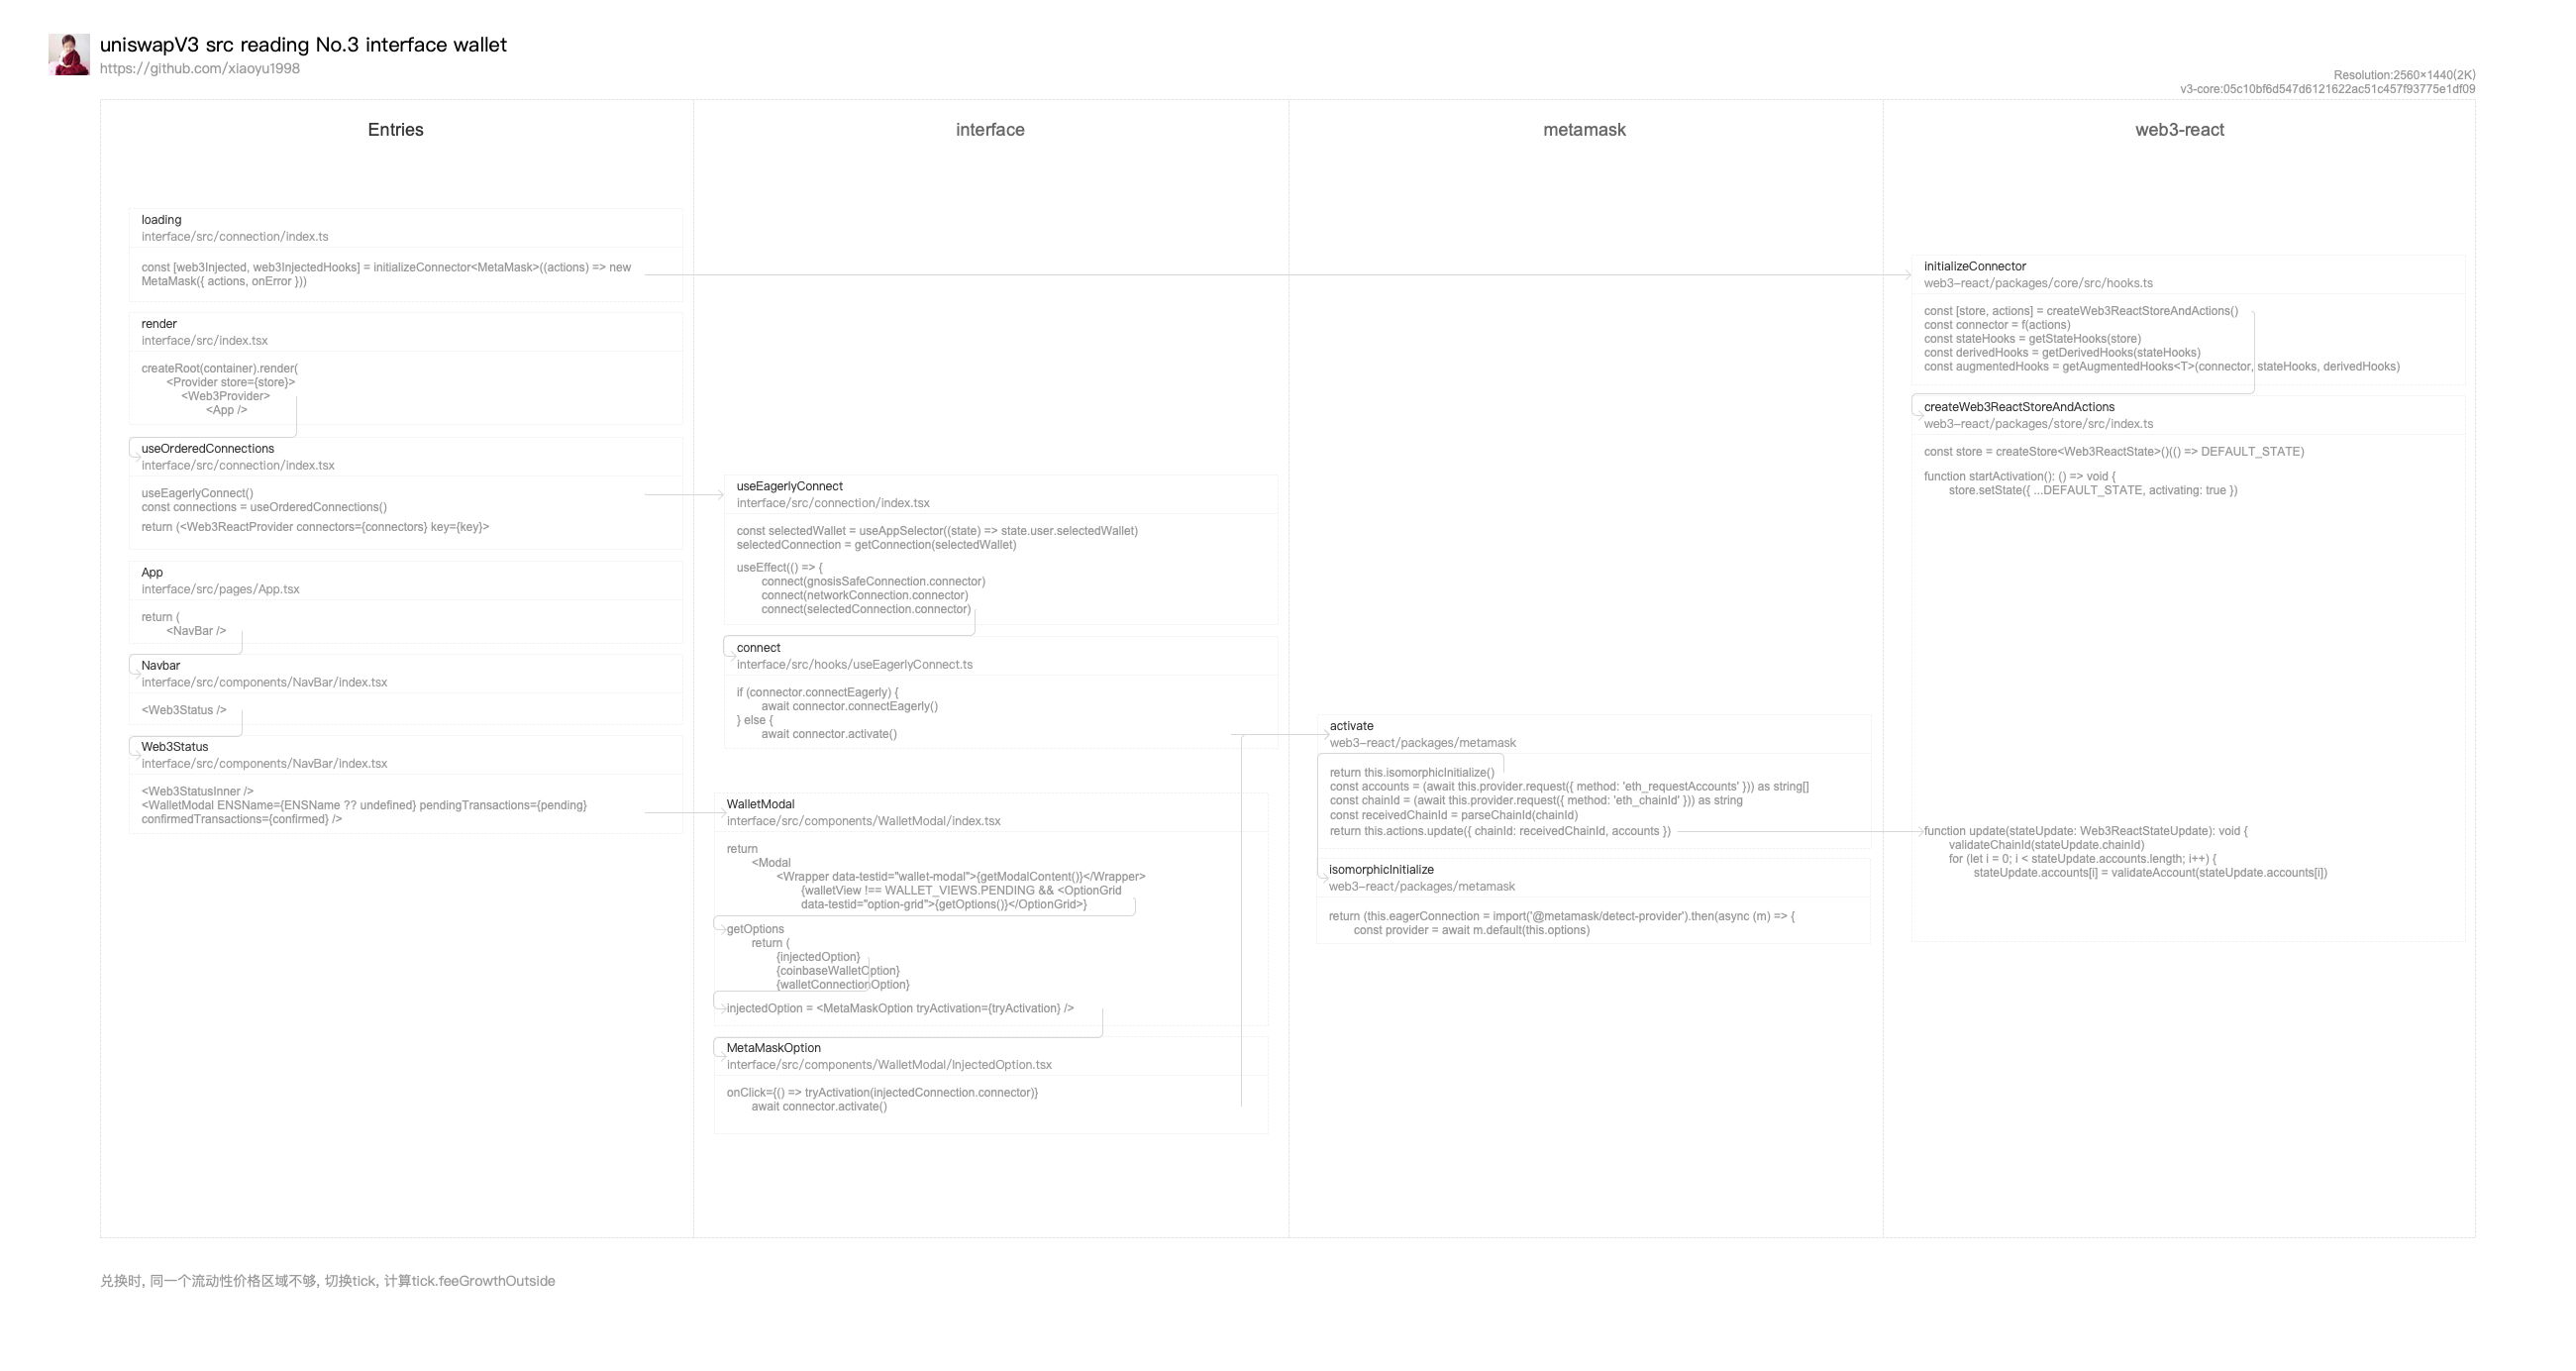 uniswapV3 src reading No.3 interface wallet
https://github.com/xiaoyu1998
Resolution:2560×1440(2K)
v3-core:05c10bf6d547d6121622ac51c457f93775e1df09
Entries
loading
interface/src/connection/index.ts
const [web3Injected, web3InjectedHooks] = initializeConnector<MetaMask>((actions) => new
MetaMask({ actions, onError }))
render
interface/src/index.tsx
createRoot(container).render(
<Provider store={store}>
<Web3Provider>
<App />
useOrderedConnections
interface/src/connection/index.tsx
useEagerlyConnect()
const connections = useOrderedConnections()
return (<Web3ReactProvider connectors={connectors} key={key}>
App
interface/src/pages/App.tsx
return (
<NavBar />
Navbar
interface/src/components/NavBar/index.tsx
<Web3Status />
Web3Status
interface/src/components/NavBar/index.tsx
<Web3StatusInner />
<WalletModal ENSName={ENSName ?? undefined} pendingTransactions={pending}
confirmedTransactions={confirmed} />
interface
useEagerlyConnect
interface/src/connection/index.tsx
const selectedWallet = useAppSelector((state) => state.user.selectedWallet)
selectedConnection = getConnection(selectedWallet)
useEffect(() => {
connect(gnosisSafeConnection.connector)
connect(networkConnection.connector)
connect(selectedConnection.connector)
connect
interface/src/hooks/useEagerlyConnect.ts
if (connector.connectEagerly) {
await connector.connectEagerly()
} else {
await connector.activate()
WalletModal
interface/src/components/WalletModal/index.tsx
return
<Modal
<Wrapper data-testid="wallet-modal">{getModalContent()}</Wrapper>
{walletView !== WALLET_VIEWS.PENDING && <OptionGrid
data-testid="option-grid">{getOptions()}</OptionGrid>}
getOptions
return (
{injectedOption}
{coinbaseWalletOption}
{walletConnectionOption}
injectedOption = <MetaMaskOption tryActivation={tryActivation} />
MetaMaskOption
interface/src/components/WalletModal/InjectedOption.tsx
onClick={() => tryActivation(injectedConnection.connector)}
await connector.activate()
metamask
activate
web3-react/packages/metamask
return this.isomorphicInitialize()
const accounts = (await this.provider.request({ method: 'eth_requestAccounts' })) as string[]
const chainId = (await this.provider.request({ method: 'eth_chainId' })) as string
const receivedChainId = parseChainId(chainId)
return this.actions.update({ chainId: receivedChainId, accounts })
isomorphicInitialize
web3-react/packages/metamask
return (this.eagerConnection = import('@metamask/detect-provider').then(async (m) => {
const provider = await m.default(this.options)
web3-react
initializeConnector
web3-react/packages/core/src/hooks.ts
const [store, actions] = createWeb3ReactStoreAndActions()
const connector = f(actions)
const stateHooks = getStateHooks(store)
const derivedHooks = getDerivedHooks(stateHooks)
const augmentedHooks = getAugmentedHooks<T>(connector, stateHooks, derivedHooks)
createWeb3ReactStoreAndActions
web3-react/packages/store/src/index.ts
const store = createStore<Web3ReactState>()(() => DEFAULT_STATE)
function startActivation(): () => void {
store.setState({ ...DEFAULT_STATE, activating: true })
function update(stateUpdate: Web3ReactStateUpdate): void {
validateChainId(stateUpdate.chainId)
for (let i = 0; i < stateUpdate.accounts.length; i++) {
stateUpdate.accounts[i] = validateAccount(stateUpdate.accounts[i])
兑换时, 同一个流动性价格区域不够, 切换tick, 计算tick.feeGrowthOutside